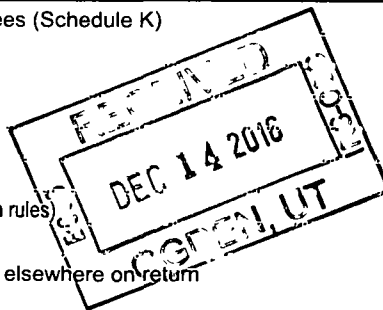 ees (Schedule K)
RECEIVED
DEC 14 2016
rules)
OGDEN, UT
elsewhere on return